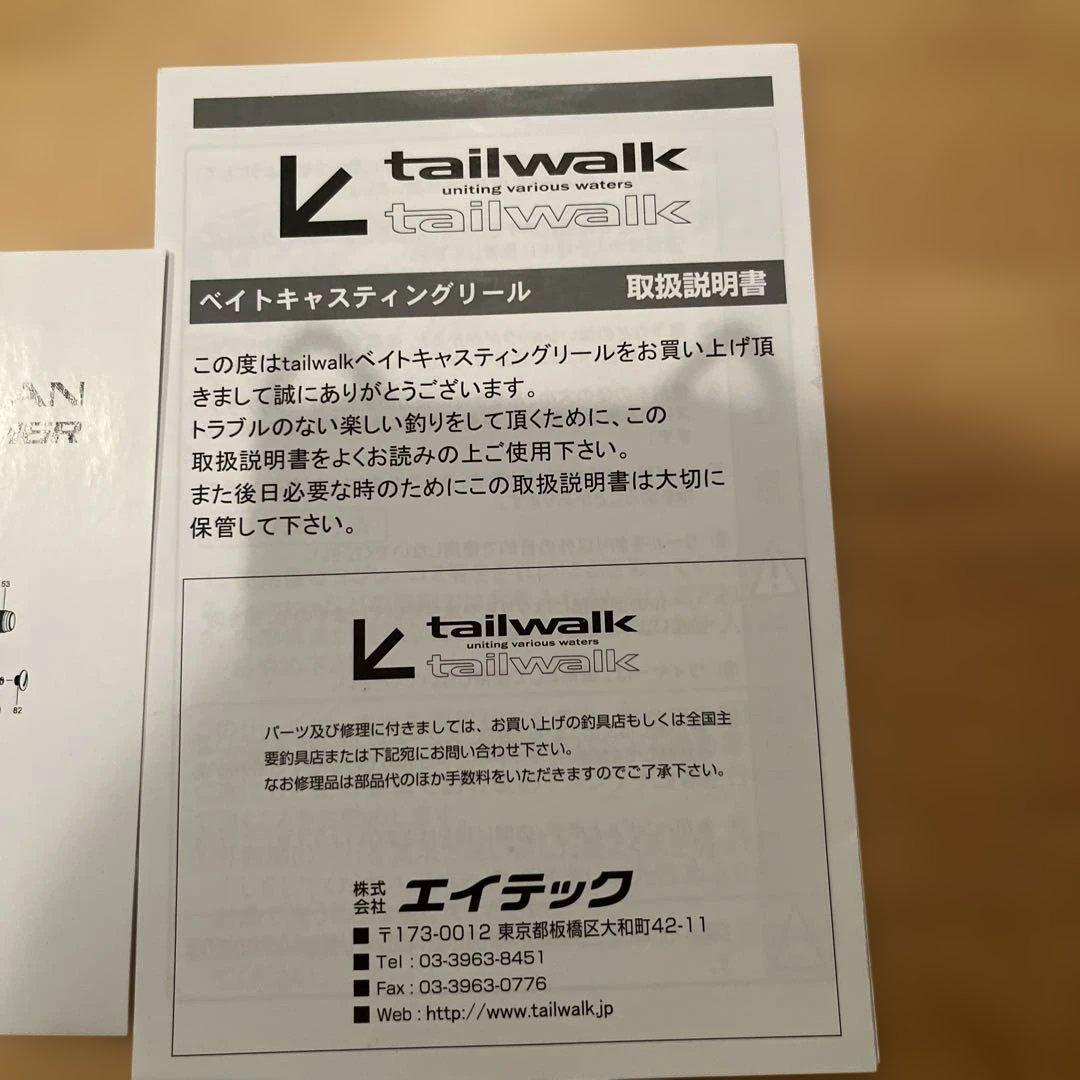 tailwalk
uniting various waters
tailwalk
ベイトキャスティングリール 取扱説明書
この度はtailwalkベイトキャスティングリールをお買い上げ頂
きまして誠にありがとうございます。
トラブルのない楽しい釣りをして頂くために、この
取扱説明書をよくお読みの上ご使用下さい。
また後日必要な時のためにこの取扱説明書は大切に
保管して下さい。
tailwalk
uniting various waters
tailwalk
パーツ及び修理に付きましては、お買い上げの釣具店もしくは全国主
要釣具店または下記宛にお問い合わせ下さい。
なお修理品は部品代のほか手数料をいただきますのでご了承下さい。
株式会社 エイテック
■ 〒173-0012 東京都板橋区大和町42-11
■ Tel : 03-3963-8451
■ Fax : 03-3963-0776
■ Web : http://www.tailwalk.jp
53
82